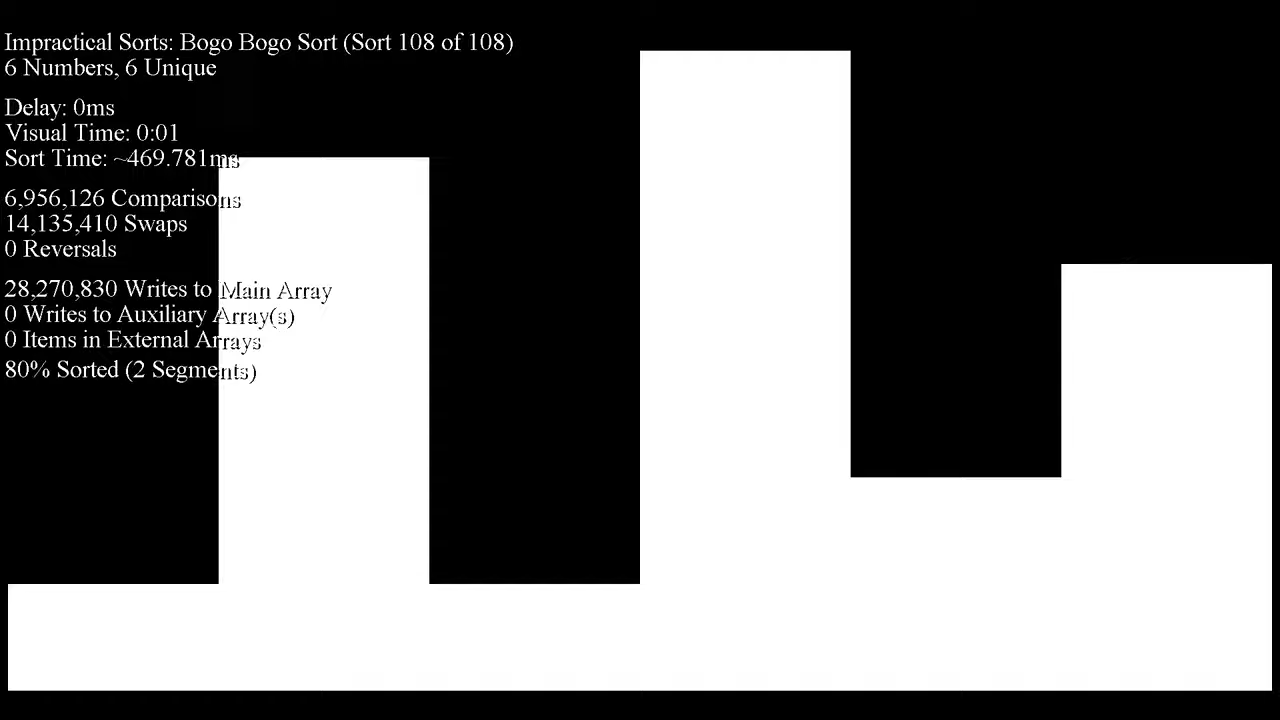 Impractical Sorts: Bogo Bogo Sort (Sort 108 of 108)
6 Numbers, 6 Unique
Delay: 0ms
Visual Time: 0:01
Sort Time: ~469.781ms
6,956,126 Comparisons
14,135,410 Swaps
0 Reversals
28,270,830 Writes to Main Array
0 Writes to Auxiliary Array(s)
0 Items in External Arrays
80% Sorted (2 Segments)